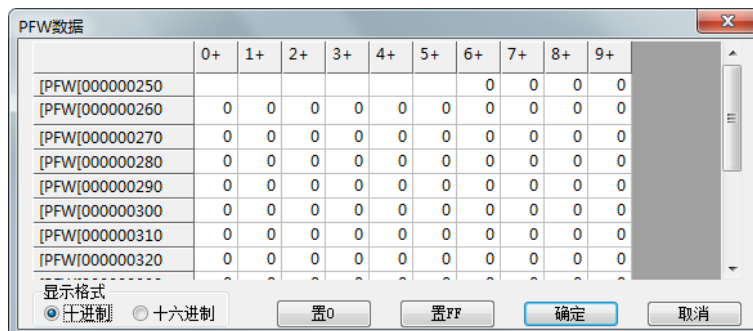 PFW数据
0+ 1+ 2+ 3+ 4+ 5+ 6+ 7+ 8+ 9+
[PFW[000000250 0 0 0 0
[PFW[000000260 0 0 0 0 0 0 0 0 0 0
[PFW[000000270 0 0 0 0 0 0 0 0 0 0
[PFW[000000280 0 0 0 0 0 0 0 0 0 0
[PFW[000000290 0 0 0 0 0 0 0 0 0 0
[PFW[000000300 0 0 0 0 0 0 0 0 0 0
[PFW[000000310 0 0 0 0 0 0 0 0 0 0
[PFW[000000320 0 0 0 0 0 0 0 0 0 0
显示格式
十进制 十六进制 置0 置FF 确定 取消